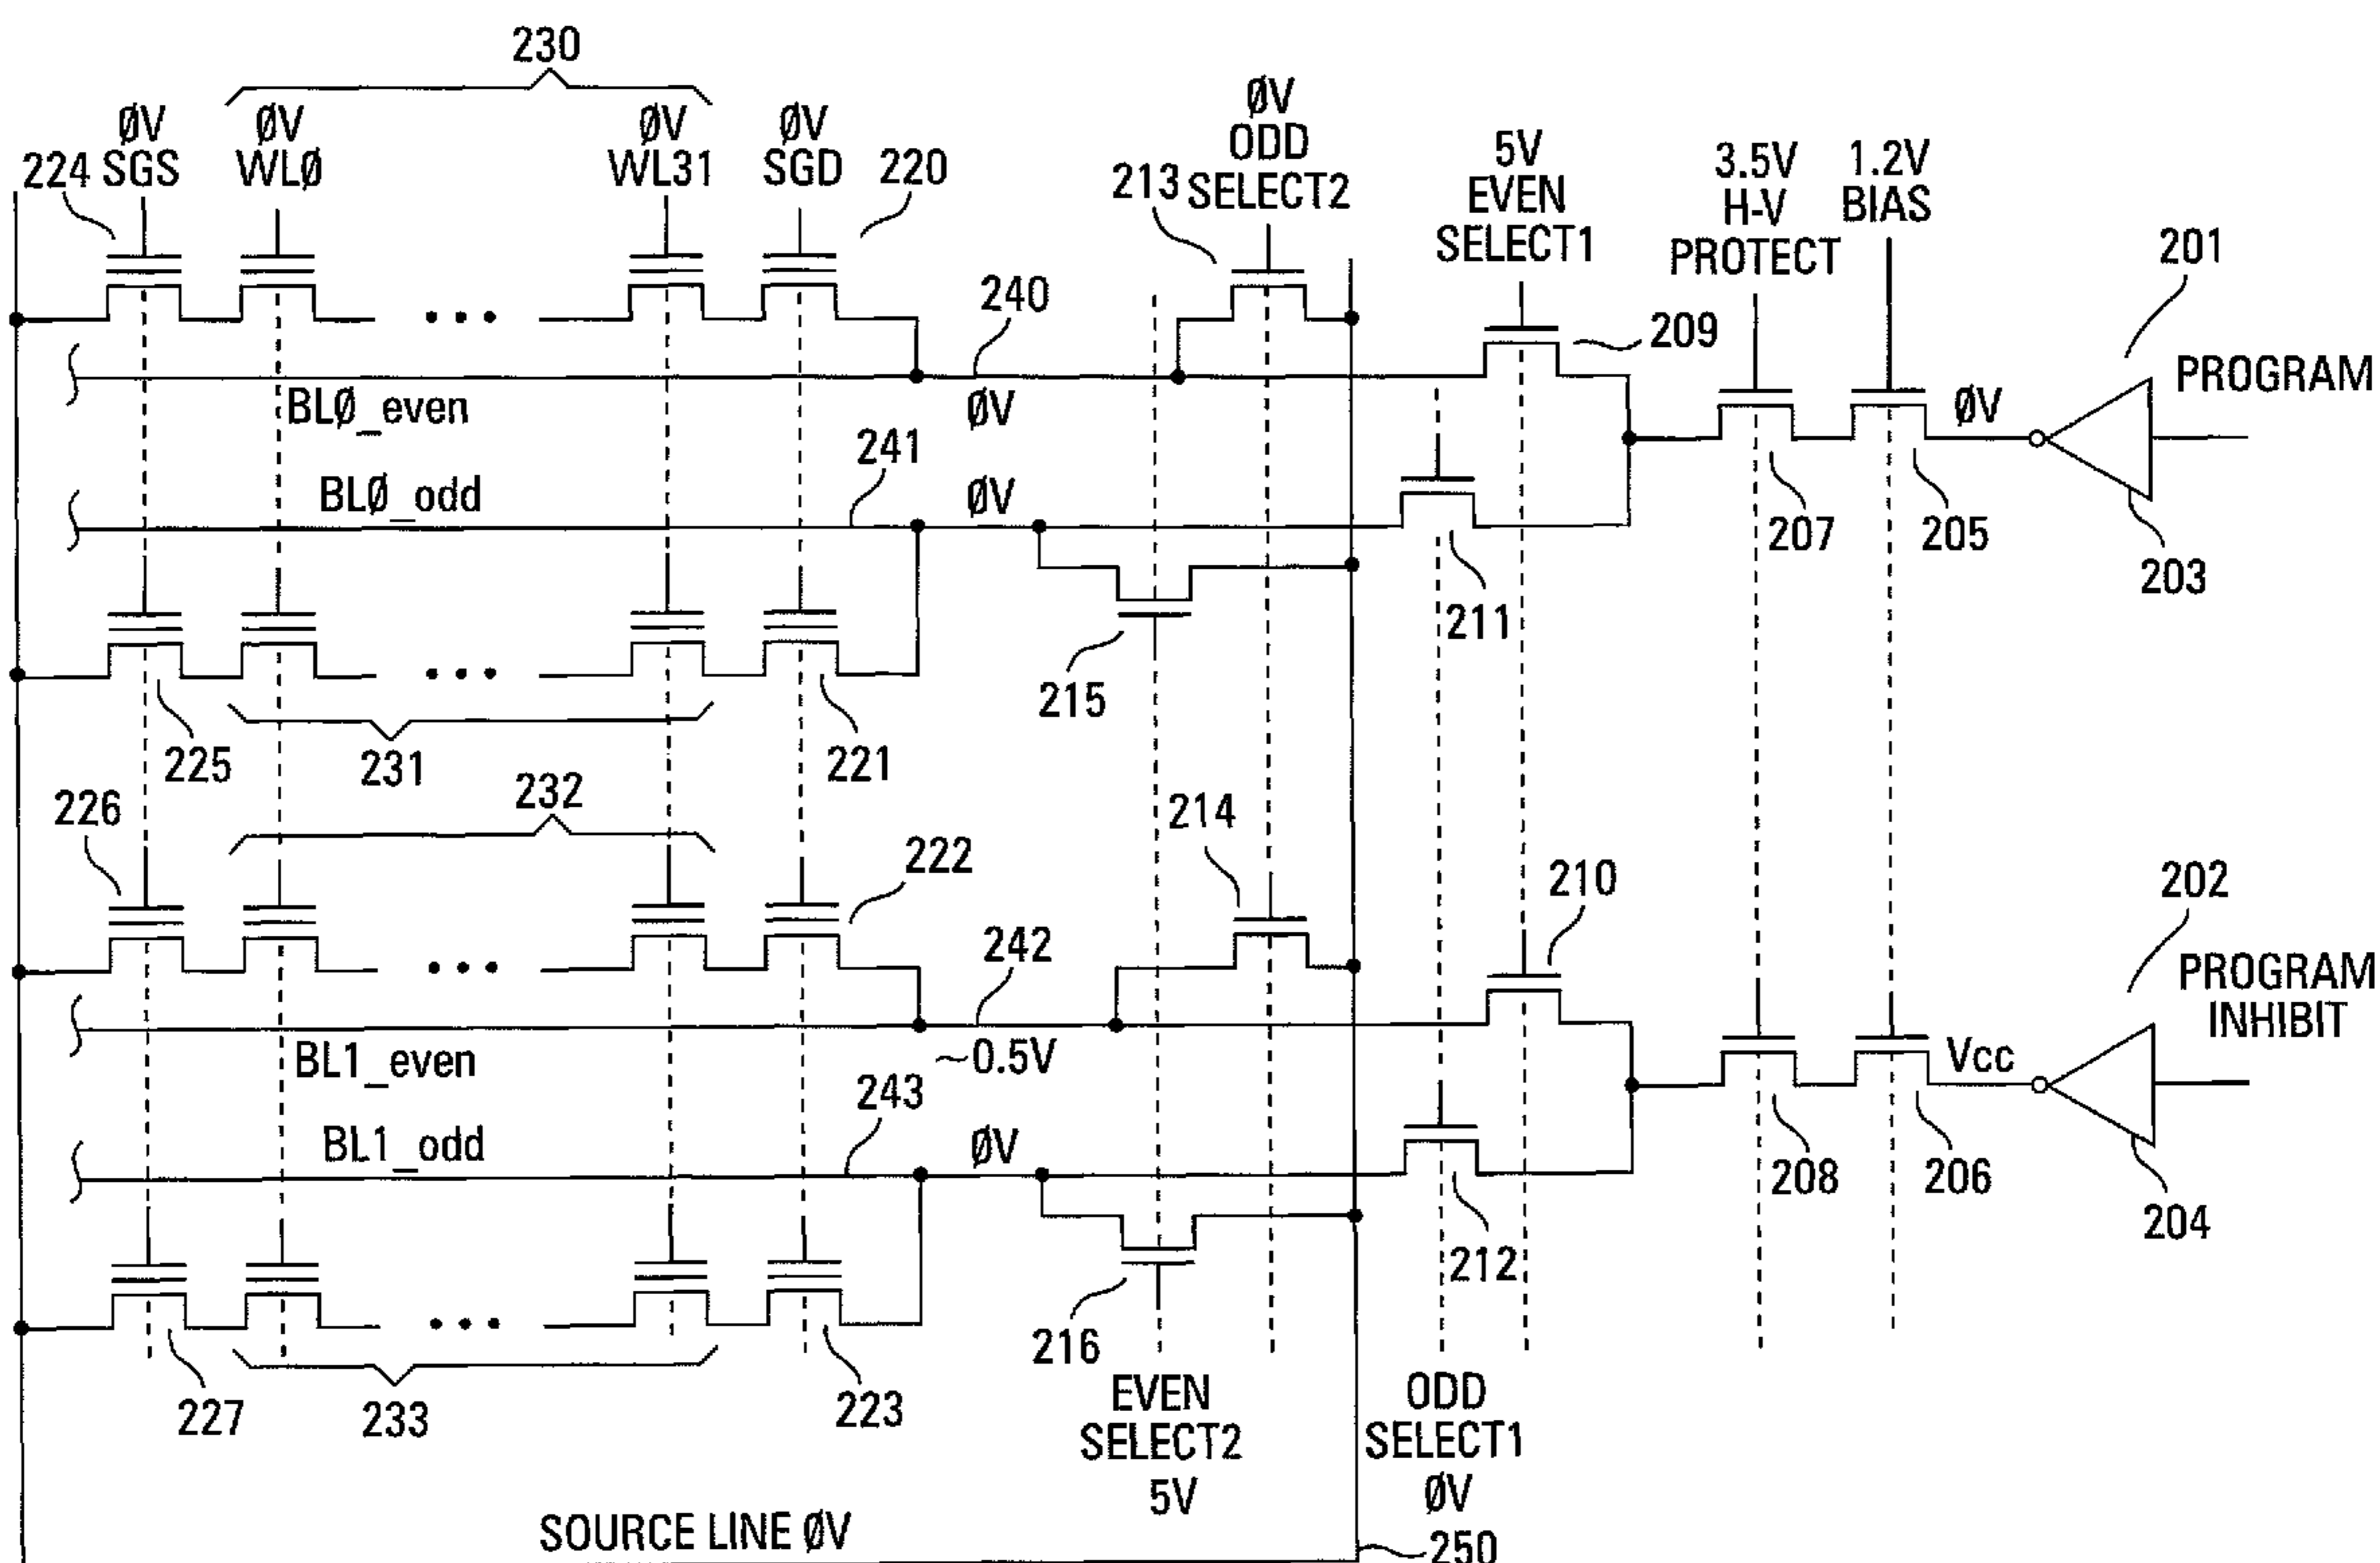 230
ØV
SGS
ØV
WLØ
ØV
WL31
ØV
SGD
224
220
213
ØV
ODD
SELECT2
5V
EVEN
SELECT1
3.5V
H-V
PROTECT
1.2V
BIAS
201
PROGRAM
240
209
BLØ_even
ØV
ØV
241
BLØ_odd
ØV
207
205
203
211
215
225
231
221
226
232
222
214
210
202
PROGRAM
INHIBIT
242
BL1_even
~0.5V
Vcc
243
BL1_odd
ØV
208
206
204
212
216
227
233
223
EVEN
SELECT2
5V
ODD
SELECT1
ØV
SOURCE LINE ØV
250